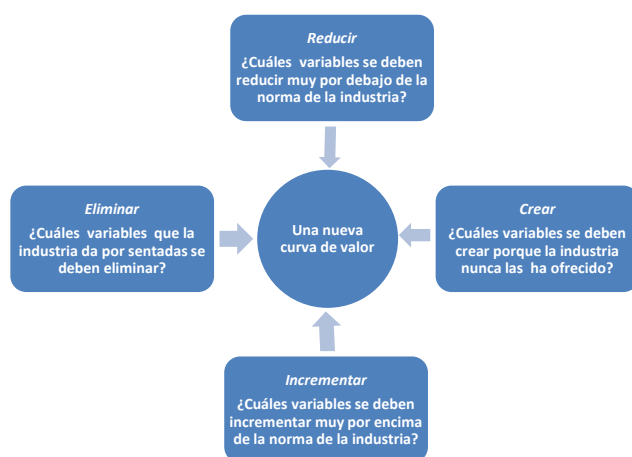 Reducir
¿Cuáles variables se deben
reducir muy por debajo de la
norma de la industria?
Eliminar
¿Cuáles variables que la
industria da por sentadas se
deben eliminar?
Una nueva
curva de valor
Crear
¿Cuáles variables se deben
crear porque la industria
nunca las ha ofrecido?
Incrementar
¿Cuáles variables se deben
incrementar muy por encima
de la norma de la industria?